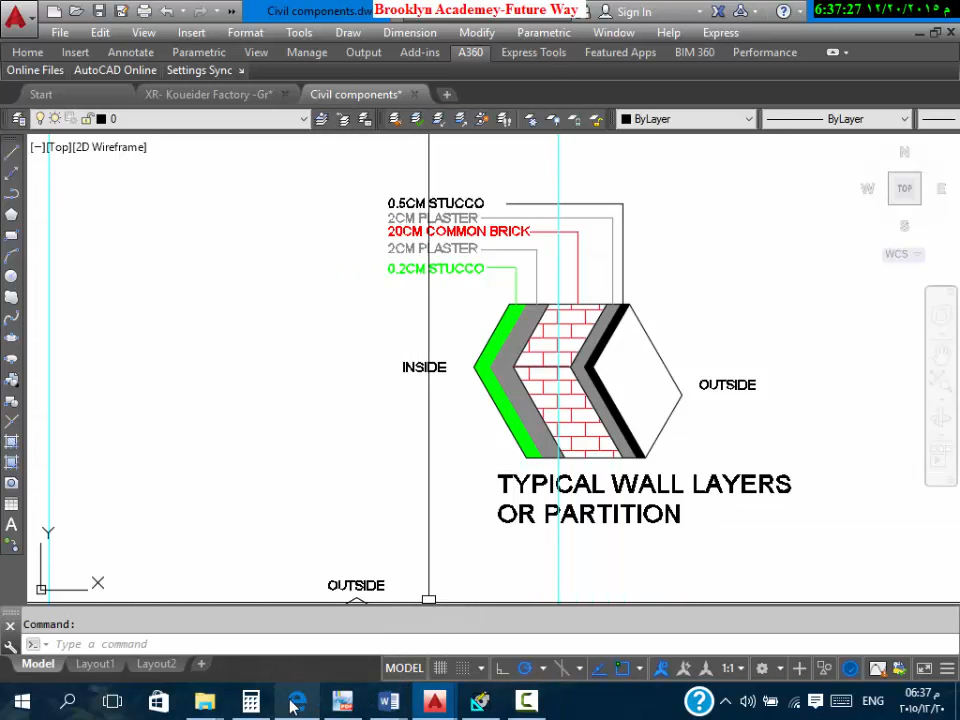 Civil components.dw
Brooklyn Academey-Future Way
Sign In
6:37:27 م ١٢/٢٠/٢٠١٥
File Edit View Insert Format Tools Draw Dimension Modify Parametric Window Help Express
Home Insert Annotate Parametric View Manage Output Add-ins A360 Express Tools Featured Apps BIM 360 Performance
Online Files AutoCAD Online Settings Sync
Start XR- Koueider Factory -Gr* Civil components*
0 ByLayer ByLayer
[−][Top][2D Wireframe]
N
W TOP E
S
WCS
0.5CM STUCCO
2CM PLASTER
20CM COMMON BRICK
2CM PLASTER
0.2CM STUCCO
INSIDE
OUTSIDE
TYPICAL WALL LAYERS
OR PARTITION
Y
X
OUTSIDE
Command:
Type a command
Model Layout1 Layout2
MODEL 1:1
ENG
06:37 م
٢٠١٥/١٢/٢٠